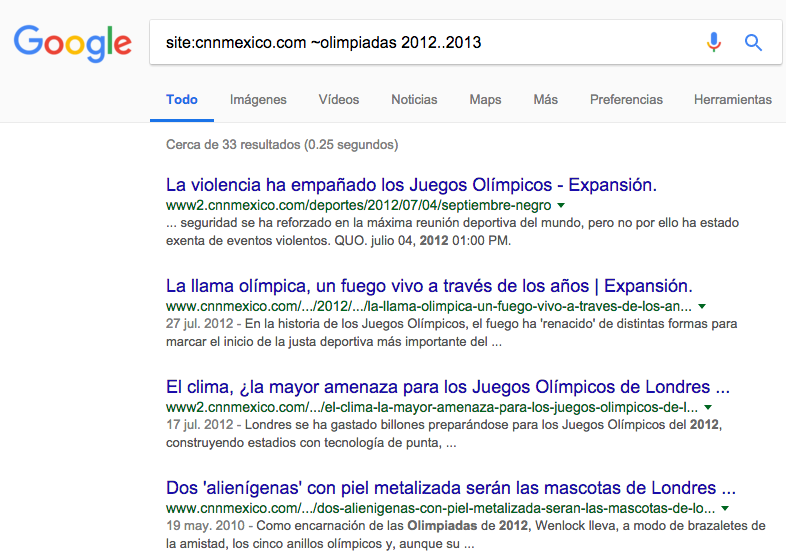 Google
site:cnnmexico.com ~olimpiadas 2012..2013
Todo Imágenes Vídeos Noticias Maps Más Preferencias Herramientas
Cerca de 33 resultados (0.25 segundos)
La violencia ha empañado los Juegos Olímpicos - Expansión.
www2.cnnmexico.com/deportes/2012/07/04/septiembre-negro
... seguridad se ha reforzado en la máxima reunión deportiva del mundo, pero no por ello ha estado
exenta de eventos violentos. QUO. julio 04, 2012 01:00 PM.
La llama olímpica, un fuego vivo a través de los años | Expansión.
www.cnnmexico.com/.../2012/.../la-llama-olimpica-un-fuego-vivo-a-traves-de-los-an...
27 jul. 2012 - En la historia de los Juegos Olímpicos, el fuego ha 'renacido' de distintas formas para
marcar el inicio de la justa deportiva más importante del ...
El clima, ¿la mayor amenaza para los Juegos Olímpicos de Londres ...
www2.cnnmexico.com/.../el-clima-la-mayor-amenaza-para-los-juegos-olimpicos-de-l...
17 jul. 2012 - Londres se ha gastado billones preparándose para los Juegos Olímpicos del 2012,
construyendo estadios con tecnología de punta, ...
Dos 'alienígenas' con piel metalizada serán las mascotas de Londres ...
www.cnnmexico.com/.../dos-alienigenas-con-piel-metalizada-seran-las-mascotas-de-lo...
19 may. 2010 - Como encarnación de las Olimpiadas de 2012, Wenlock lleva, a modo de brazaletes de
la amistad, los cinco anillos olímpicos y, aunque su ...